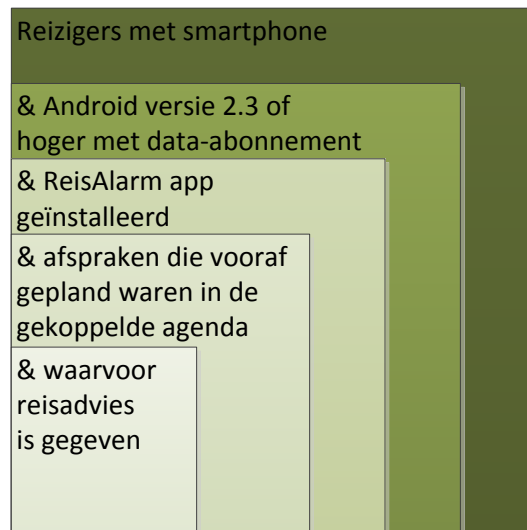 Reizigers met smartphone
& Android versie 2.3 of
hoger met data-abonnement
& ReisAlarm app
geïnstalleerd
& afspraken die vooraf
gepland waren in de
gekoppelde agenda
& waarvoor
reisadvies
is gegeven